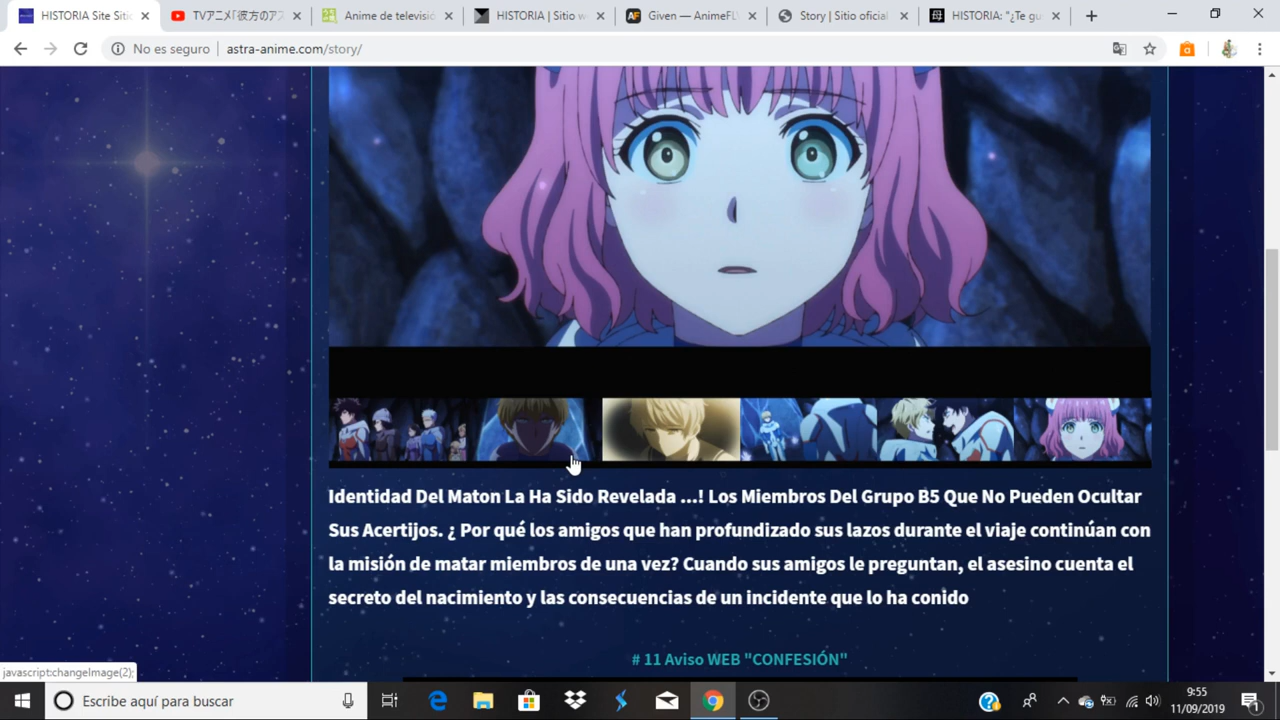 HISTORIA Site Sitio
TVアニメ「彼方のアス
Anime de televisió
HISTORIA | Sitio w
Given — AnimeFL
Story | Sitio oficial
HISTORIA: "¿Te gu
No es seguro
astra-anime.com/story/
Identidad Del Maton La Ha Sido Revelada ...! Los Miembros Del Grupo B5 Que No Pueden Ocultar
Sus Acertijos. ¿ Por qué los amigos que han profundizado sus lazos durante el viaje continúan con
la misión de matar miembros de una vez? Cuando sus amigos le preguntan, el asesino cuenta el
secreto del nacimiento y las consecuencias de un incidente que lo ha conido
# 11 Aviso WEB "CONFESIÓN"
javascript:changeImage(2);
Escribe aquí para buscar
9:55
11/09/2019